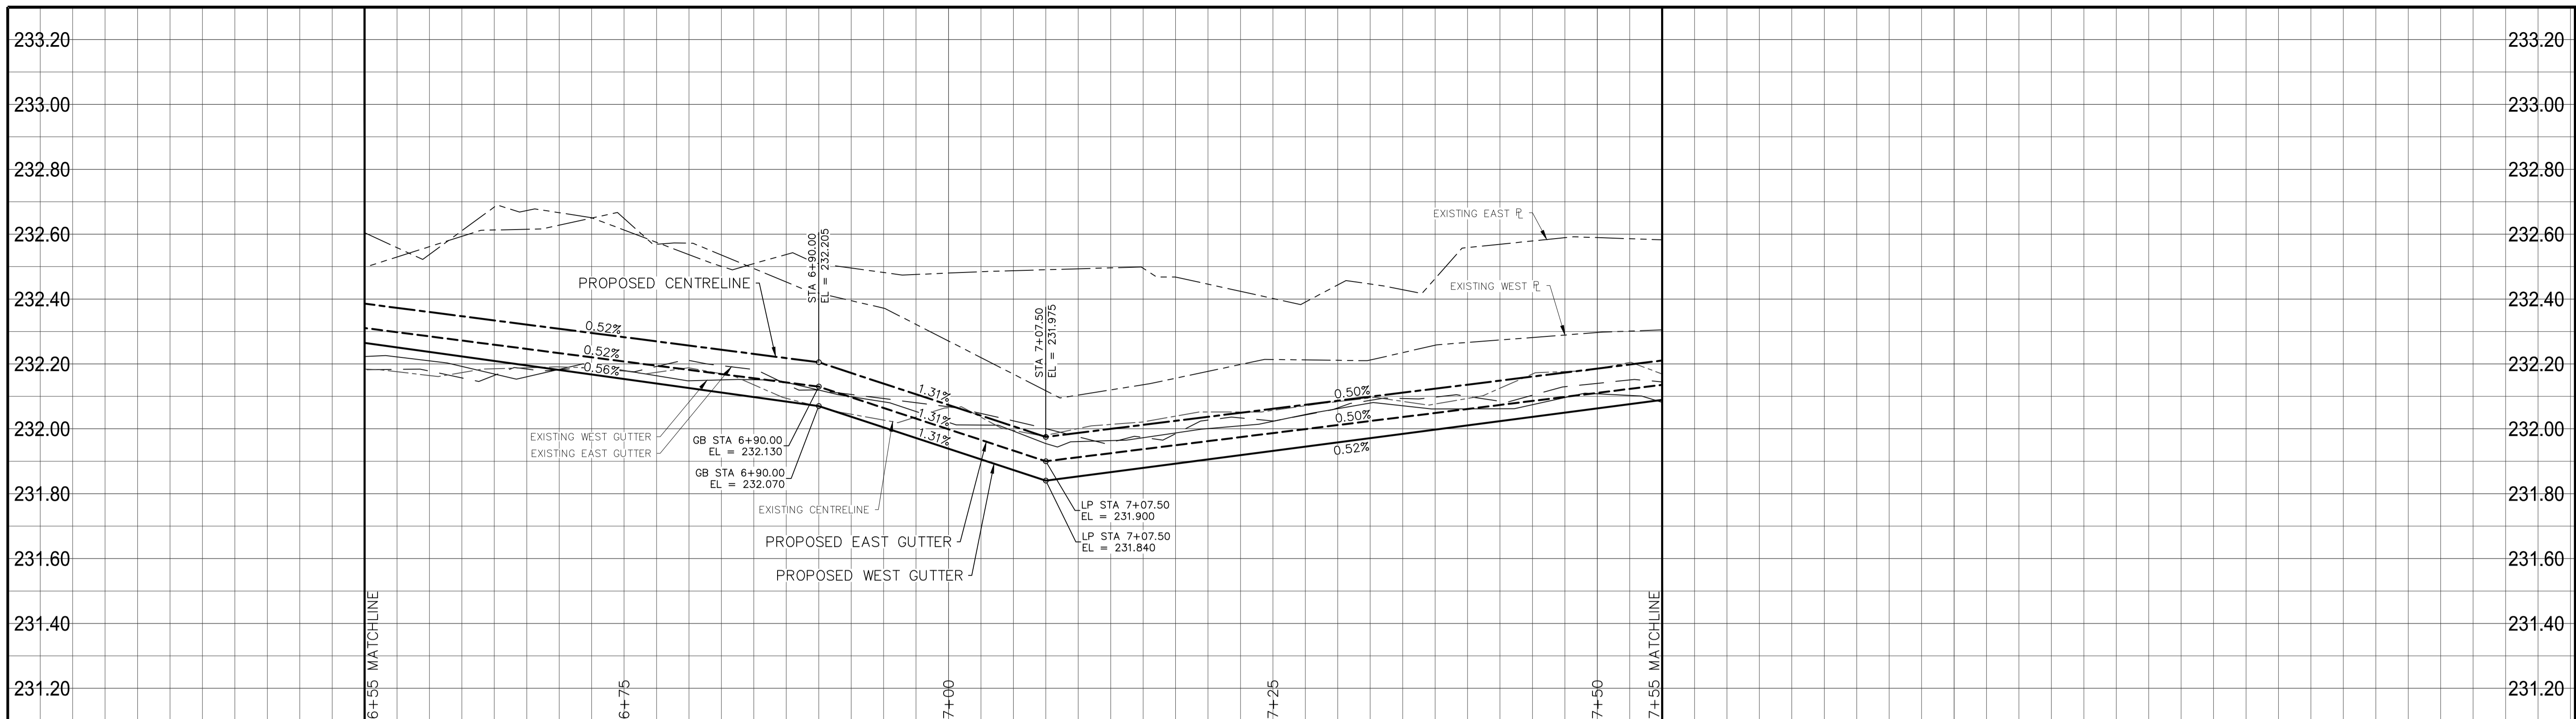 233.20 233.20
233.00 233.00
232.80 232.80
232.60 232.60
232.40 232.40
232.20 232.20
232.00 232.00
231.80 231.80
231.60 231.60
231.40 231.40
231.20 231.20
6+55 MATCHLINE
6+75
7+00
7+25
7+50
7+55 MATCHLINE
PROPOSED CENTRELINE
STA 6+90.00
EL = 232.205
STA 7+07.50
EL = 231.975
EXISTING EAST PL
EXISTING WEST PL
0.52%
0.52%
0.56%
1.31%
1.31%
1.31%
0.50%
0.50%
0.52%
EXISTING WEST GUTTER
EXISTING EAST GUTTER
GB STA 6+90.00
EL = 232.130
GB STA 6+90.00
EL = 232.070
EXISTING CENTRELINE
PROPOSED EAST GUTTER
PROPOSED WEST GUTTER
LP STA 7+07.50
EL = 231.900
LP STA 7+07.50
EL = 231.840